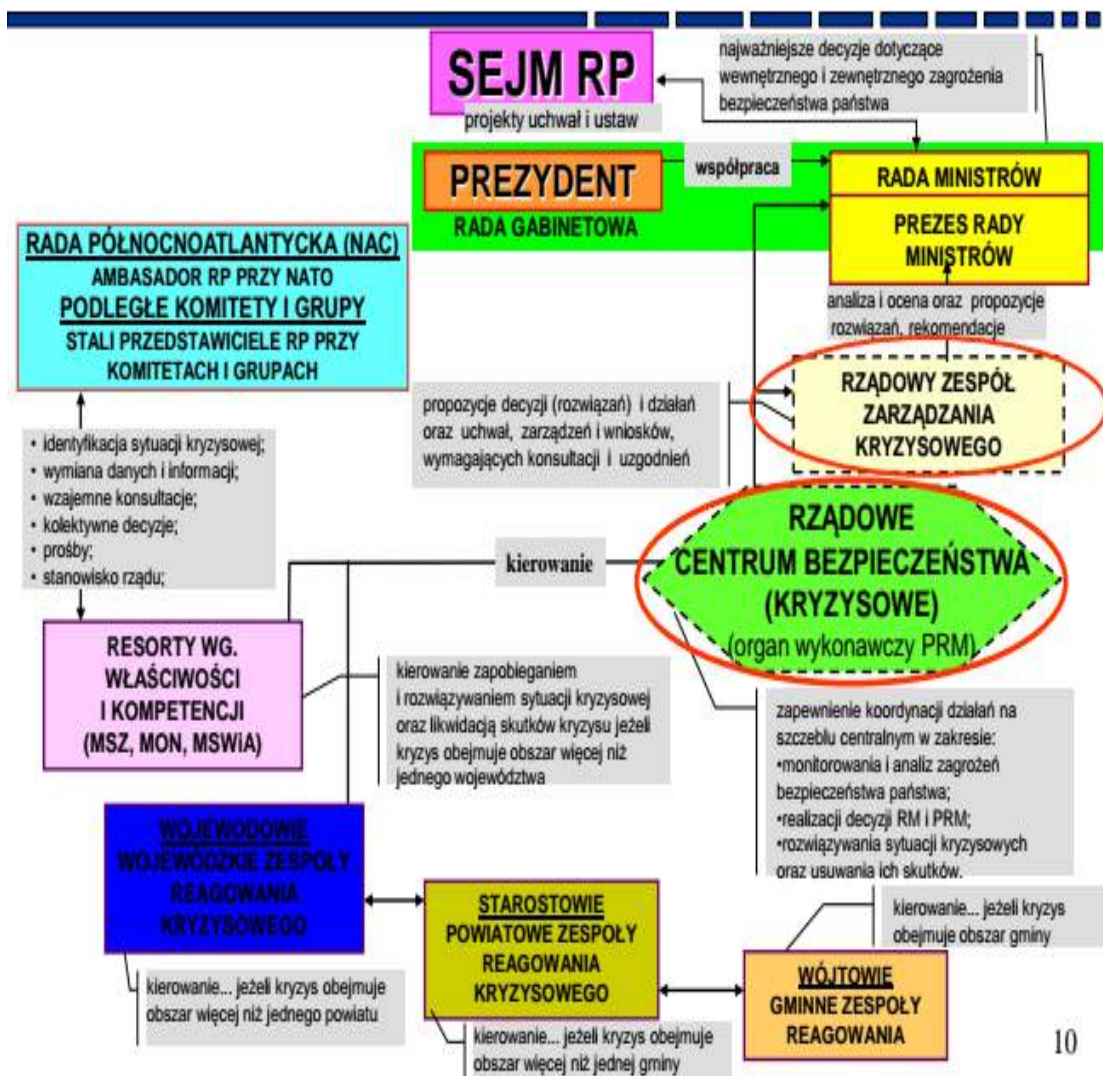 SEJM RP
projekty uchwał i ustaw
najważniejsze decyzje dotyczące
wewnętrznego i zewnętrznego zagrożenia
bezpieczeństwa państwa
PREZYDENT
RADA GABINETOWA
współpraca
RADA MINISTRÓW
PREZES RADY
MINISTRÓW
RADA PÓŁNOCNOATLANTYCKA (NAC)
AMBASADOR RP PRZY NATO
PODLEGŁE KOMITETY I GRUPY
STALI PRZEDSTAWICIELE RP PRZY
KOMITETACH I GRUPACH
analiza i ocena oraz propozycje
rozwiązań, rekomendacje
RZĄDOWY ZESPÓŁ
ZARZĄDZANIA
KRYZYSOWEGO
propozycje decyzji (rozwiązań) i działań
oraz uchwał, zarządzeń i wniosków,
wymagających konsultacji i uzgodnień
• identyfikacja sytuacji kryzysowej;
• wymiana danych i informacji;
• wzajemne konsultacje;
• kolektywne decyzje;
• prośby;
• stanowisko rządu;
kierowanie
RZĄDOWE
CENTRUM BEZPIECZEŃSTWA
(KRYZYSOWE)
(organ wykonawczy PRM)
RESORTY WG.
WŁAŚCIWOŚCI
I KOMPETENCJI
(MSZ, MON, MSWiA)
kierowanie zapobieganiem
i rozwiązywaniem sytuacji kryzysowej
oraz likwidacją skutków kryzysu jeżeli
kryzys obejmuje obszar więcej niż
jednego województwa
zapewnienie koordynacji działań na
szczeblu centralnym w zakresie:
•monitorowania i analiz zagrożeń
bezpieczeństwa państwa;
•realizacji decyzji RM i PRM;
•rozwiązywania sytuacji kryzysowych
oraz usuwania ich skutków.
WOJEWODOWIE
WOJEWÓDZKIE ZESPOŁY
REAGOWANIA
KRYZYSOWEGO
kierowanie... jeżeli kryzys obejmuje
obszar więcej niż jednego powiatu
STAROSTOWIE
POWIATOWE ZESPOŁY
REAGOWANIA
KRYZYSOWEGO
kierowanie... jeżeli kryzys obejmuje
obszar więcej niż jednej gminy
kierowanie... jeżeli kryzys
obejmuje obszar gminy
WÓJTOWIE
GMINNE ZESPOŁY
REAGOWANIA
10